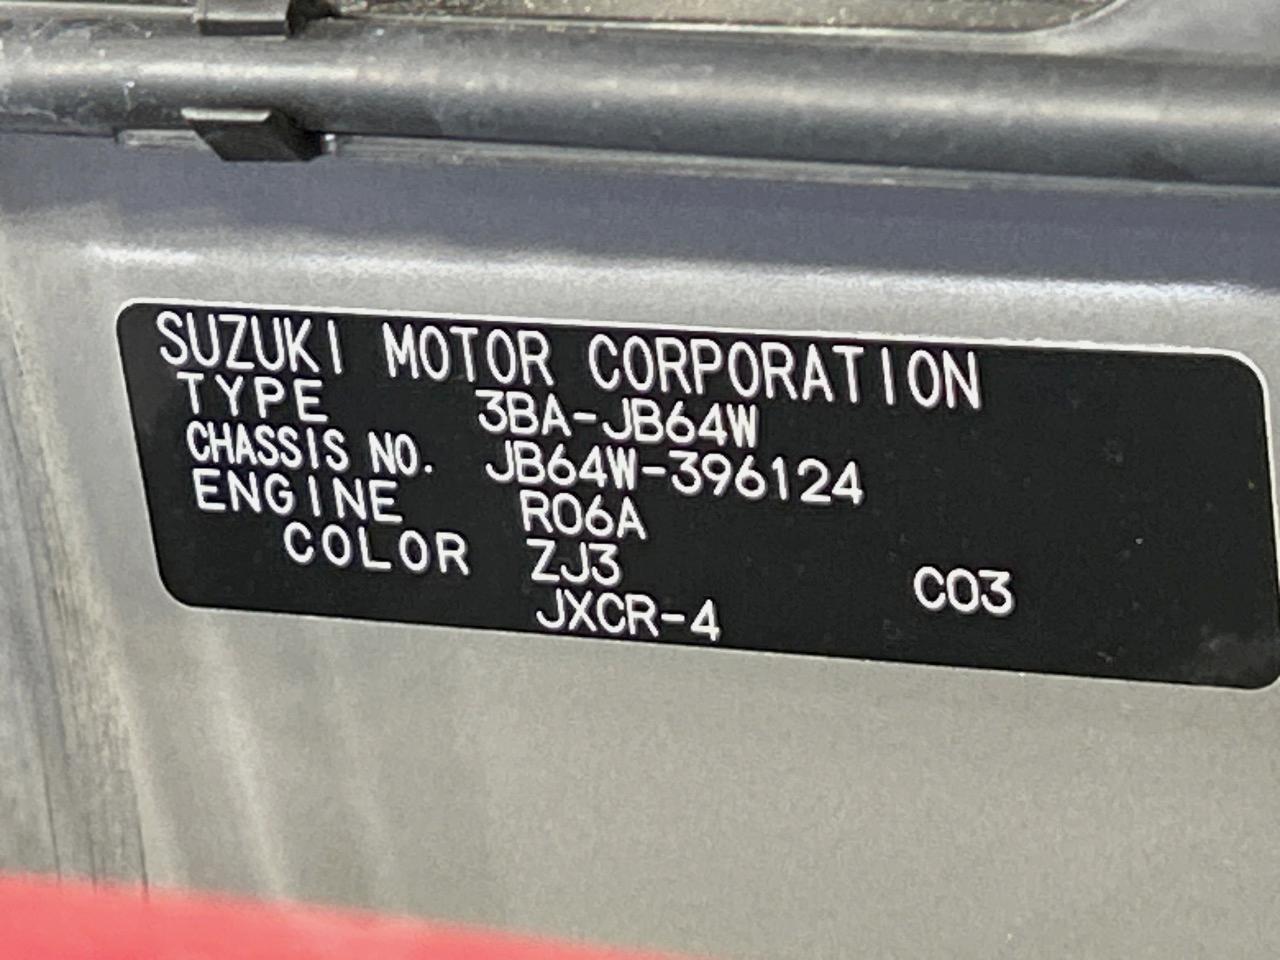 SUZUKI MOTOR CORPORATION
TYPE 3BA-JB64W
CHASSIS NO. JB64W-396124
ENGINE R06A
COLOR ZJ3 C03
JXCR-4